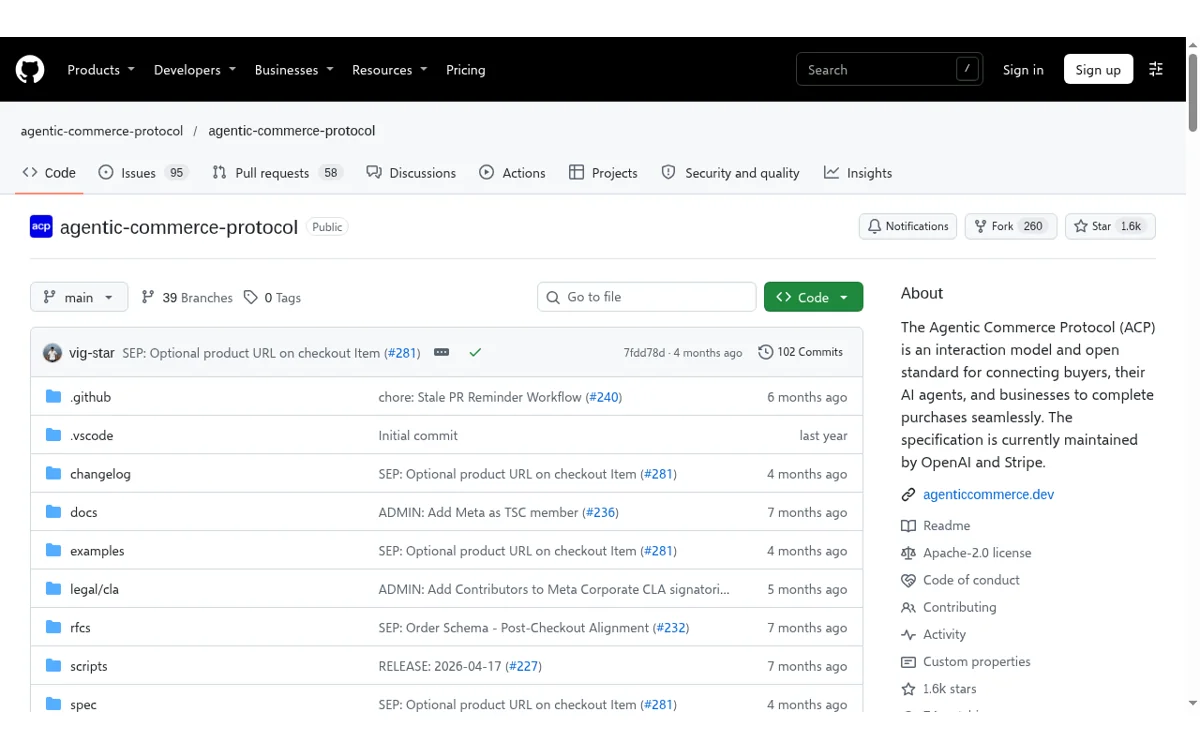 Products Developers Businesses Resources Pricing Search / Sign in Sign up
agentic-commerce-protocol / agentic-commerce-protocol
Code Issues 95 Pull requests 58 Discussions Actions Projects Security and quality Insights
acp agentic-commerce-protocol Public Notifications Fork 260 Star 1.6k
main 39 Branches 0 Tags Go to file Code
vig-star SEP: Optional product URL on checkout Item (#281) 7fdd78d · 4 months ago 102 Commits
.github chore: Stale PR Reminder Workflow (#240) 6 months ago
.vscode Initial commit last year
changelog SEP: Optional product URL on checkout Item (#281) 4 months ago
docs ADMIN: Add Meta as TSC member (#236) 7 months ago
examples SEP: Optional product URL on checkout Item (#281) 4 months ago
legal/cla ADMIN: Add Contributors to Meta Corporate CLA signatori... 5 months ago
rfcs SEP: Order Schema - Post-Checkout Alignment (#232) 7 months ago
scripts RELEASE: 2026-04-17 (#227) 7 months ago
spec SEP: Optional product URL on checkout Item (#281) 4 months ago
About
The Agentic Commerce Protocol (ACP)
is an interaction model and open
standard for connecting buyers, their
AI agents, and businesses to complete
purchases seamlessly. The
specification is currently maintained
by OpenAI and Stripe.
agenticcommerce.dev
Readme
Apache-2.0 license
Code of conduct
Contributing
Activity
Custom properties
1.6k stars